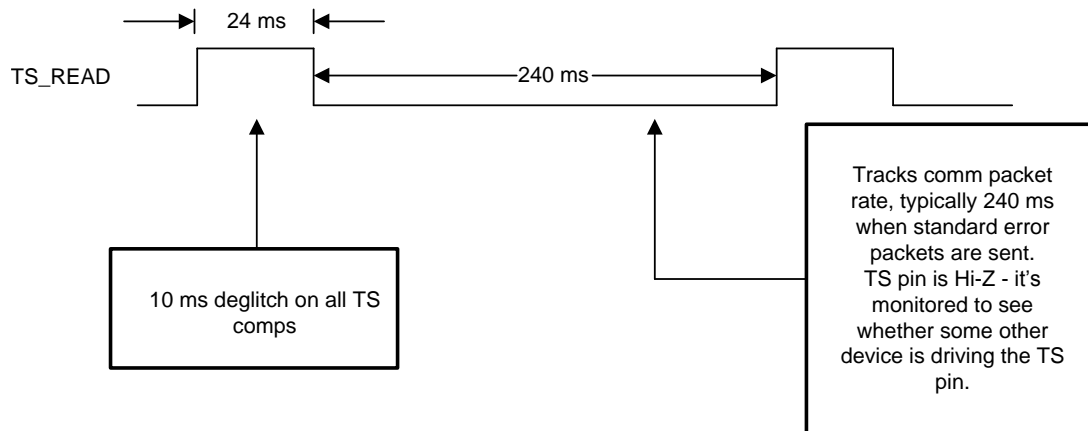 24 ms
TS_READ
240 ms
10 ms deglitch on all TS
comps
Tracks comm packet
rate, typically 240 ms
when standard error
packets are sent.
TS pin is Hi-Z - it's
monitored to see
whether some other
device is driving the TS
pin.